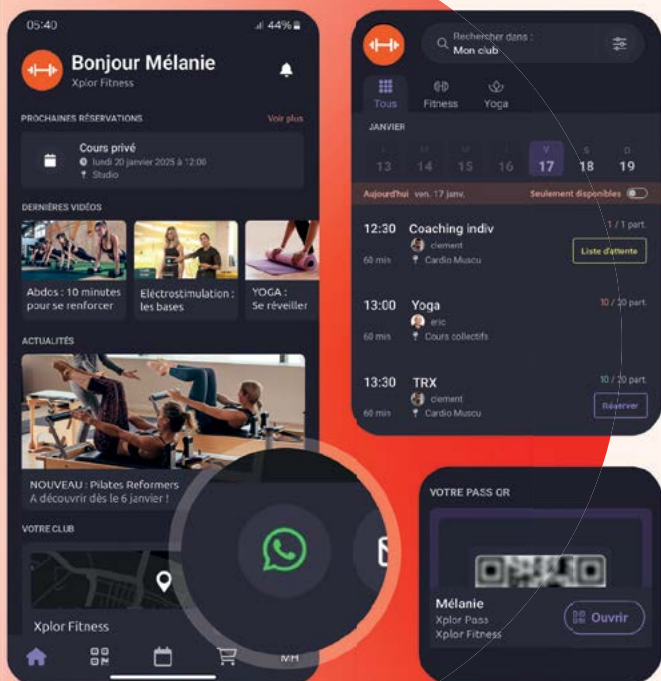 05:40
44%
Bonjour Mélanie
Xplor Fitness
PROCHAINES RÉSERVATIONS
Voir plus
Cours privé
lundi 20 janvier 2025 à 12:00
Studio
DERNIÈRES VIDÉOS
Abdos : 10 minutes
pour se renforcer
Eléctrostimulation :
les bases
YOGA :
Se réveiller
ACTUALITÉS
NOUVEAU : Pilates Reformers
A découvrir dès le 6 janvier !
VOTRE CLUB
Xplor Fitness
MH
Rechercher dans :
Mon club
Tous
Fitness
Yoga
JANVIER
L M M J V S D
13 14 15 16 17 18 19
Aujourd'hui ven. 17 janv.
Seulement disponibles
12:30 Coaching indiv
1 / 1 part.
clement
60 min
Cardio Muscu
Liste d'attente
13:00 Yoga
10 / 20 part.
eric
60 min
Cours collectifs
13:30 TRX
10 / 20 part.
clement
60 min
Cardio Muscu
Réserver
VOTRE PASS QR
Mélanie
Xplor Pass
Xplor Fitness
Ouvrir